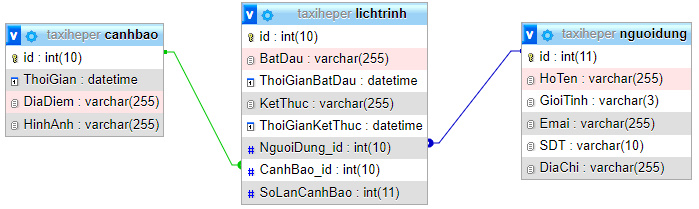 taxiheper canhbao
id : int(10)
ThoiGian : datetime
DiaDiem : varchar(255)
HinhAnh : varchar(255)
taxiheper lichtrinh
id : int(10)
BatDau : varchar(255)
ThoiGianBatDau : datetime
KetThuc : varchar(255)
ThoiGianKetThuc : datetime
# NguoiDung_id : int(10)
# CanhBao_id : int(10)
# SoLanCanhBao : int(11)
taxiheper nguoidung
id : int(11)
HoTen : varchar(255)
GioiTinh : varchar(3)
Emai : varchar(255)
SDT : varchar(10)
DiaChi : varchar(255)